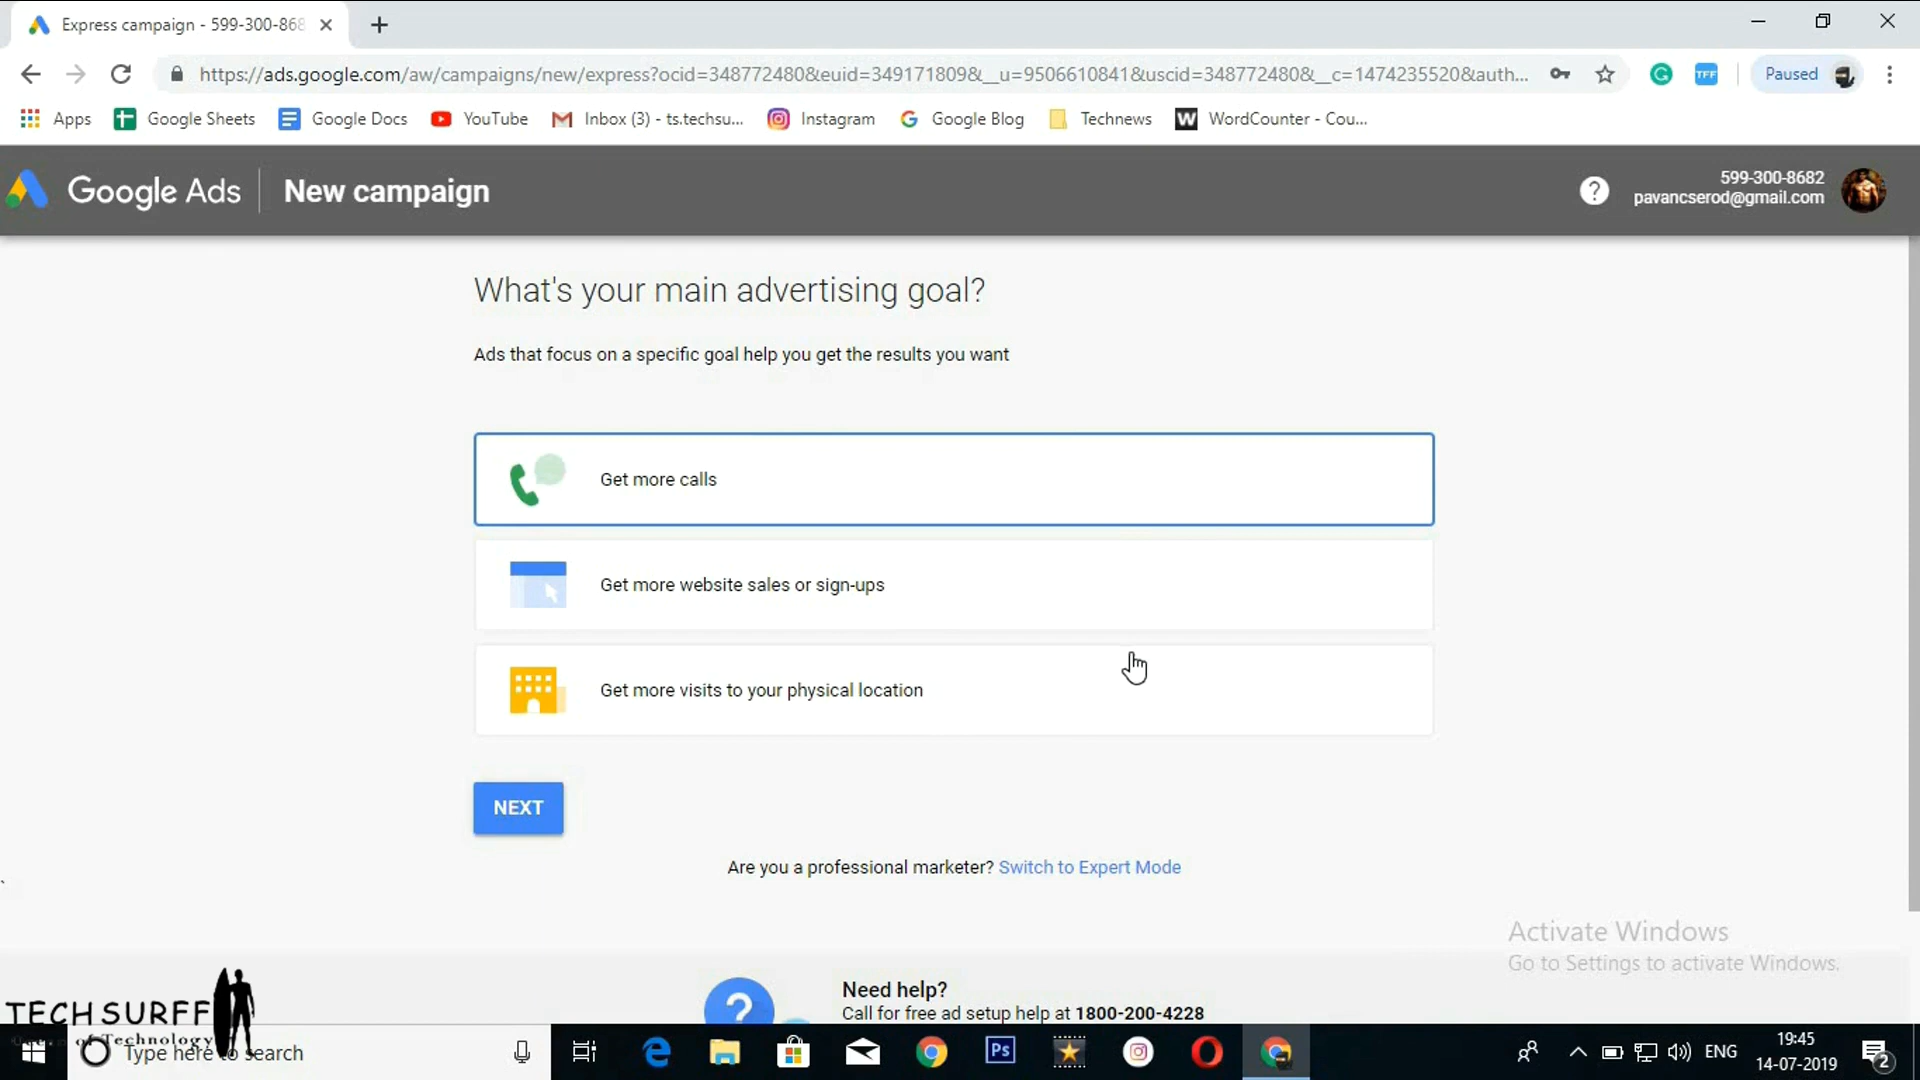 Express campaign - 599-300-868
https://ads.google.com/aw/campaigns/new/express?ocid=348772480&euid=349171809&__u=9506610841&uscid=348772480&__c=1474235520&auth...
TFF
Paused
Apps
Google Sheets
Google Docs
YouTube
Inbox (3) - ts.techsu...
Instagram
Google Blog
Technews
W WordCounter - Cou...
Google Ads
New campaign
?
599-300-8682
pavancserod@gmail.com
What's your main advertising goal?
Ads that focus on a specific goal help you get the results you want
Get more calls
Get more website sales or sign-ups
Get more visits to your physical location
NEXT
Are you a professional marketer? Switch to Expert Mode
Activate Windows
Go to Settings to activate Windows.
?
Need help?
Call for free ad setup help at 1800-200-4228
TECH SURFF
of Technology
Type here to search
Ps
ENG
19:45
14-07-2019
2